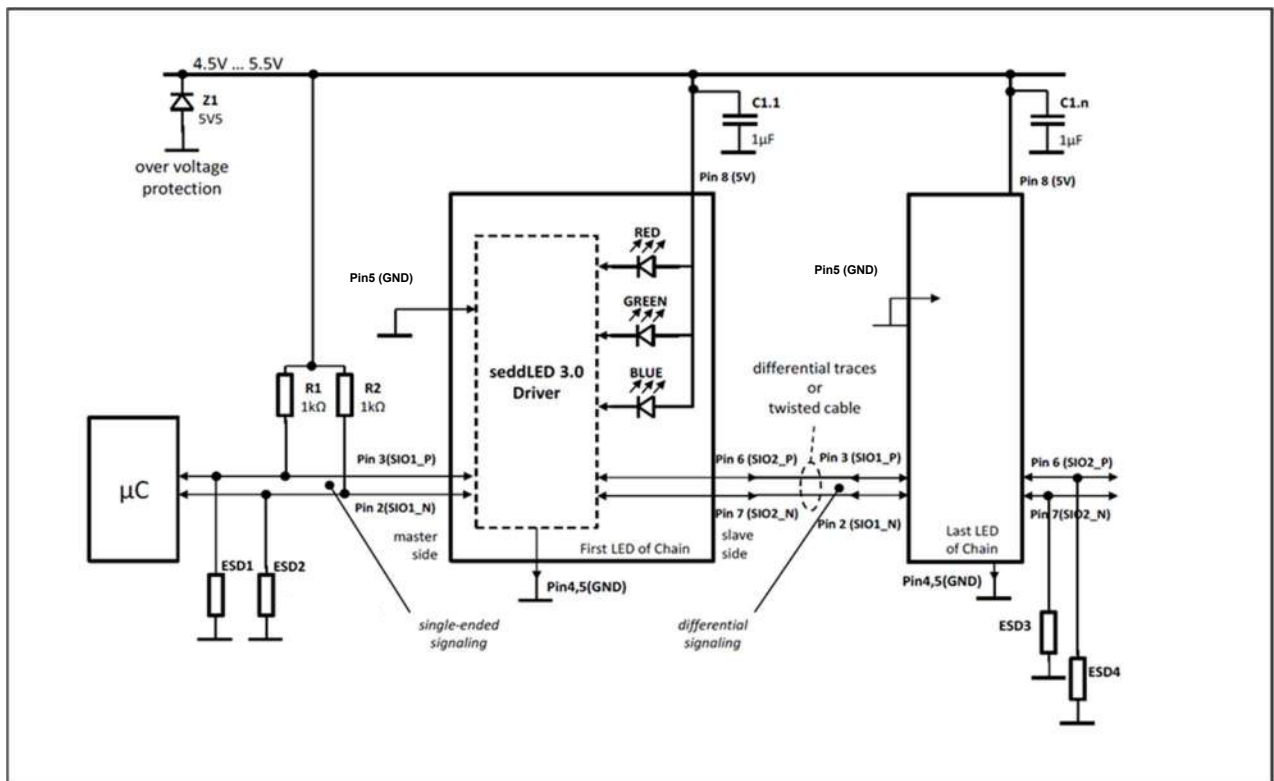 4.5V ... 5.5V
Z1
5V5
over voltage
protection
C1.1
1µF
C1.n
1µF
Pin 8 (5V)
Pin 8 (5V)
RED
Pin5 (GND)
Pin5 (GND)
GREEN
seddLED 3.0
Driver
BLUE
differential traces
or
twisted cable
R1
1kΩ
R2
1kΩ
µC
Pin 3(SIO1_P)
Pin 6 (SIO2_P)
Pin 3 (SIO1_P)
Pin 6 (SIO2_P)
Pin 2(SIO1_N)
Pin 7 (SIO2_N)
Pin 2 (SIO1_N)
Pin 7(SIO2_N)
master
side
First LED of Chain
slave
side
Last LED
of Chain
ESD1
ESD2
Pin4,5(GND)
Pin4,5(GND)
single-ended
signaling
differential
signaling
ESD3
ESD4